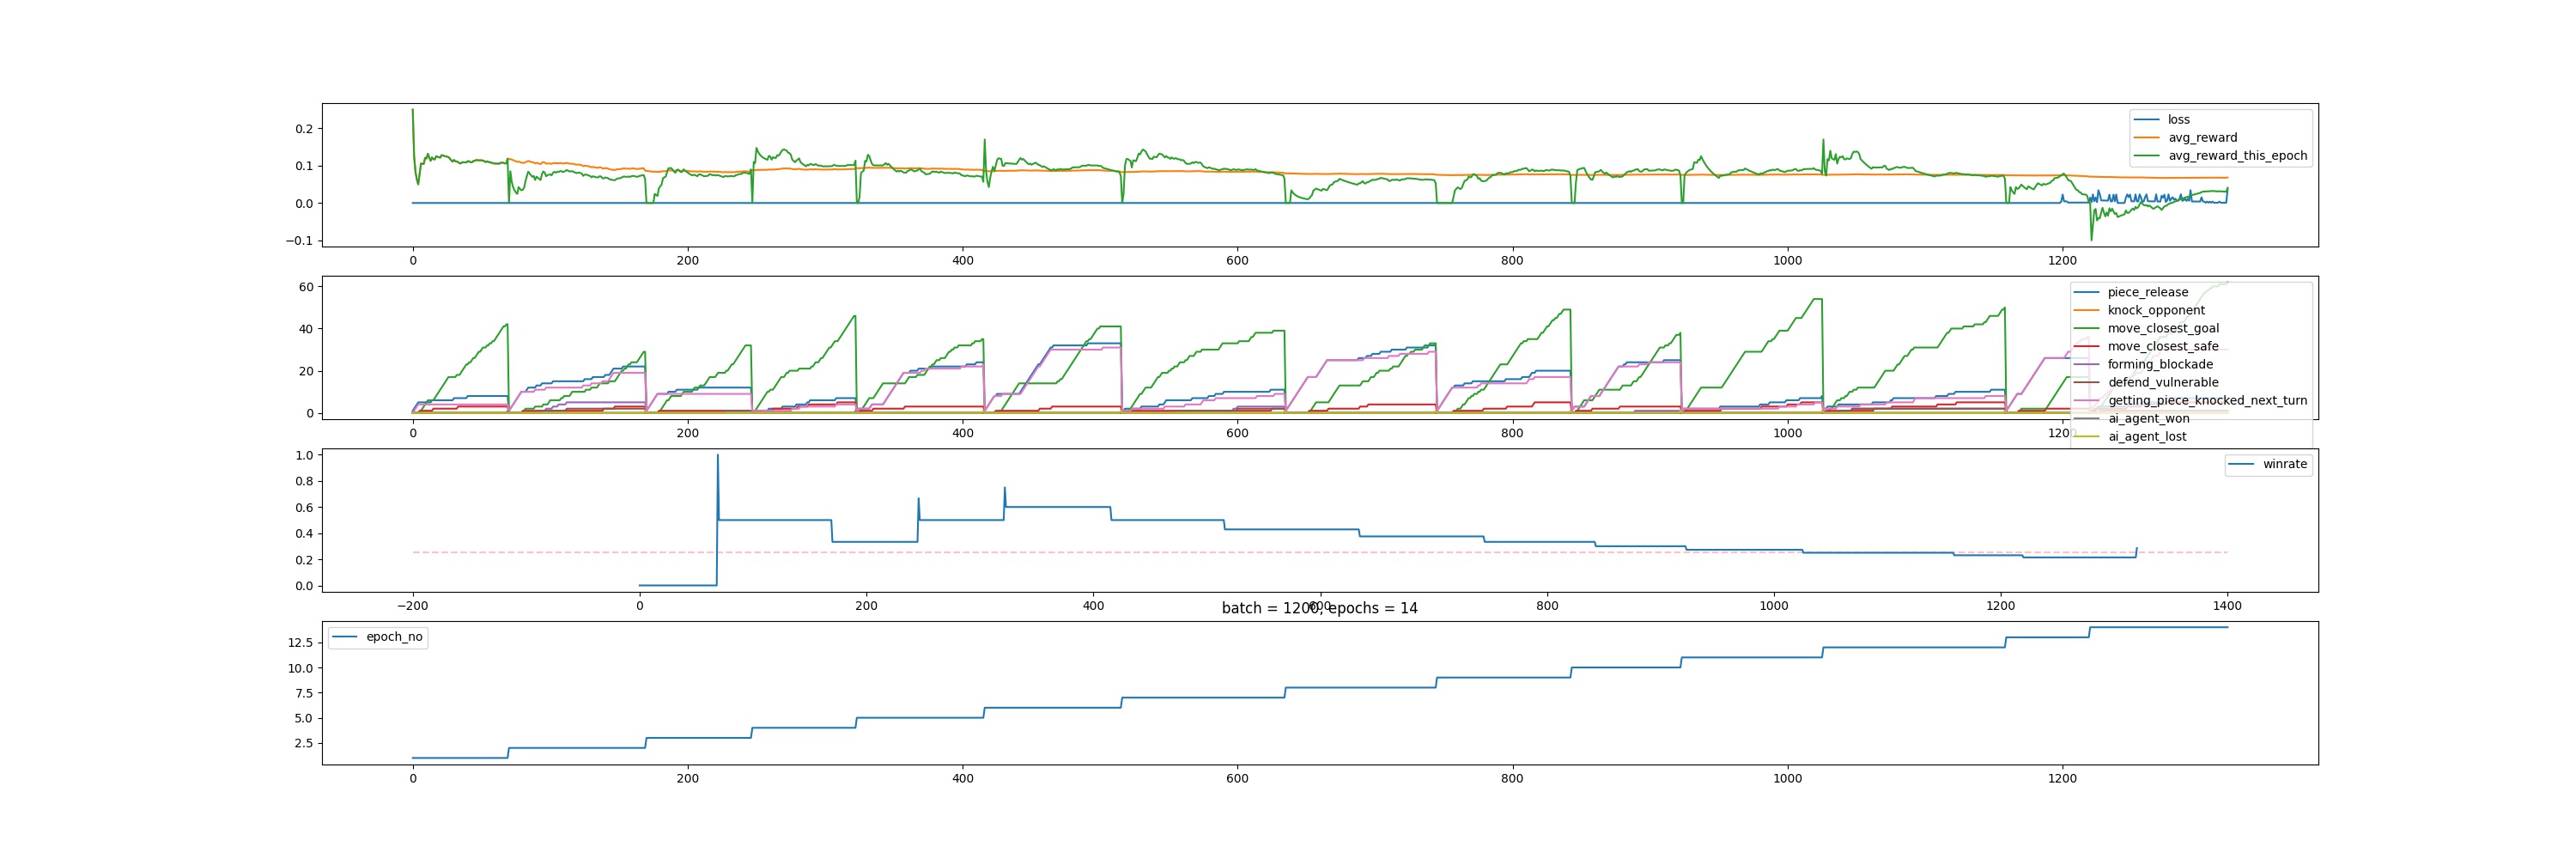 0.2
0.1
0.0
−0.1
loss
avg_reward
avg_reward_this_epoch
0 200 400 600 800 1000 1200
60
40
20
0
piece_release
knock_opponent
move_closest_goal
move_closest_safe
forming_blockade
defend_vulnerable
getting_piece_knocked_next_turn
ai_agent_won
ai_agent_lost
0 200 400 600 800 1000 1200
1.0
0.8
0.6
0.4
0.2
0.0
winrate
−200 0 200 400 600 800 1000 1200 1400
batch = 1200, epochs = 14
12.5
10.0
7.5
5.0
2.5
epoch_no
0 200 400 600 800 1000 1200